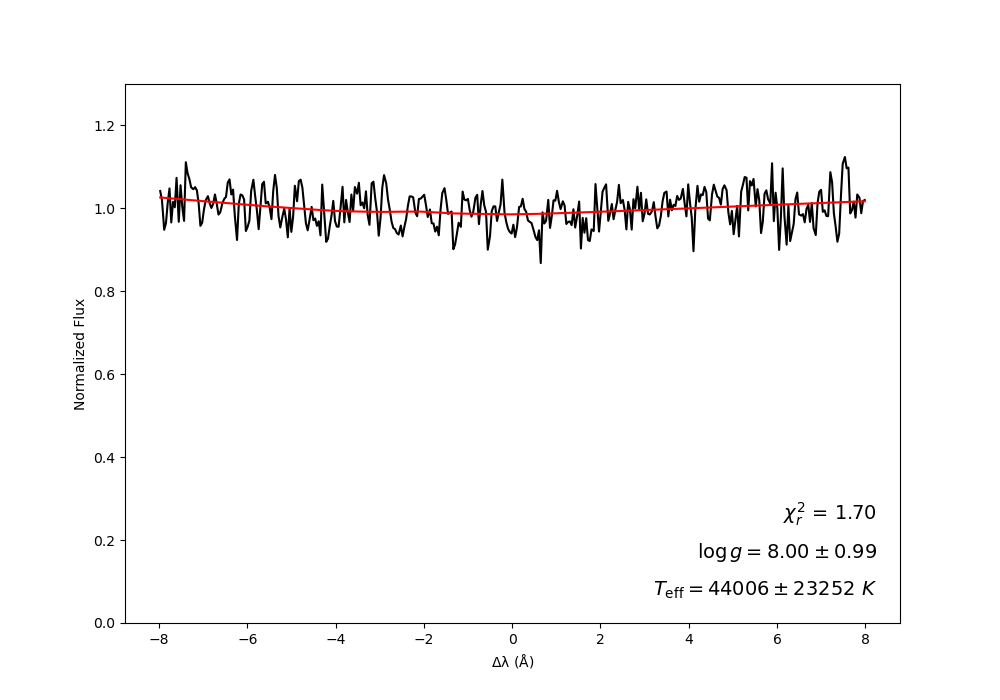 1.2
1.0
0.8
0.6
0.4
0.2
0.0
Normalized Flux
χ²ᵣ = 1.70
log g = 8.00 ± 0.99
T_eff = 44006 ± 23252 K
−8 −6 −4 −2 0 2 4 6 8
Δλ (Å)